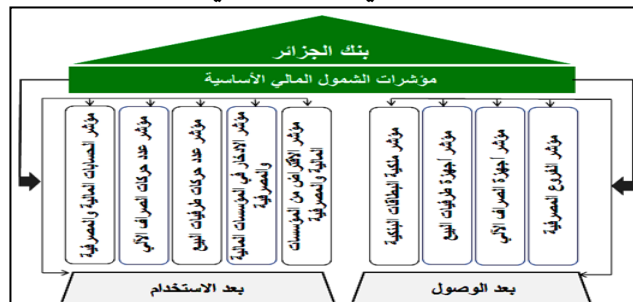 بنك الجزائر
مؤشرات الشمول المالي الأساسية
مؤشر الفروع المصرفية
مؤشر أجهزة الصراف الآلي
مؤشر أجهزة طرفيات البيع
مؤشر ملكية البطاقات البنكية
مؤشر الاقتراض من المؤسسات
المالية والمصرفية
مؤشر الادخار في المؤسسات المالية
والمصرفية
مؤشر عدد حركات طرفيات البيع
مؤشر عدد حركات الصراف الآلي
مؤشر الحسابات المالية والمصرفية
بعد الوصول
بعد الاستخدام